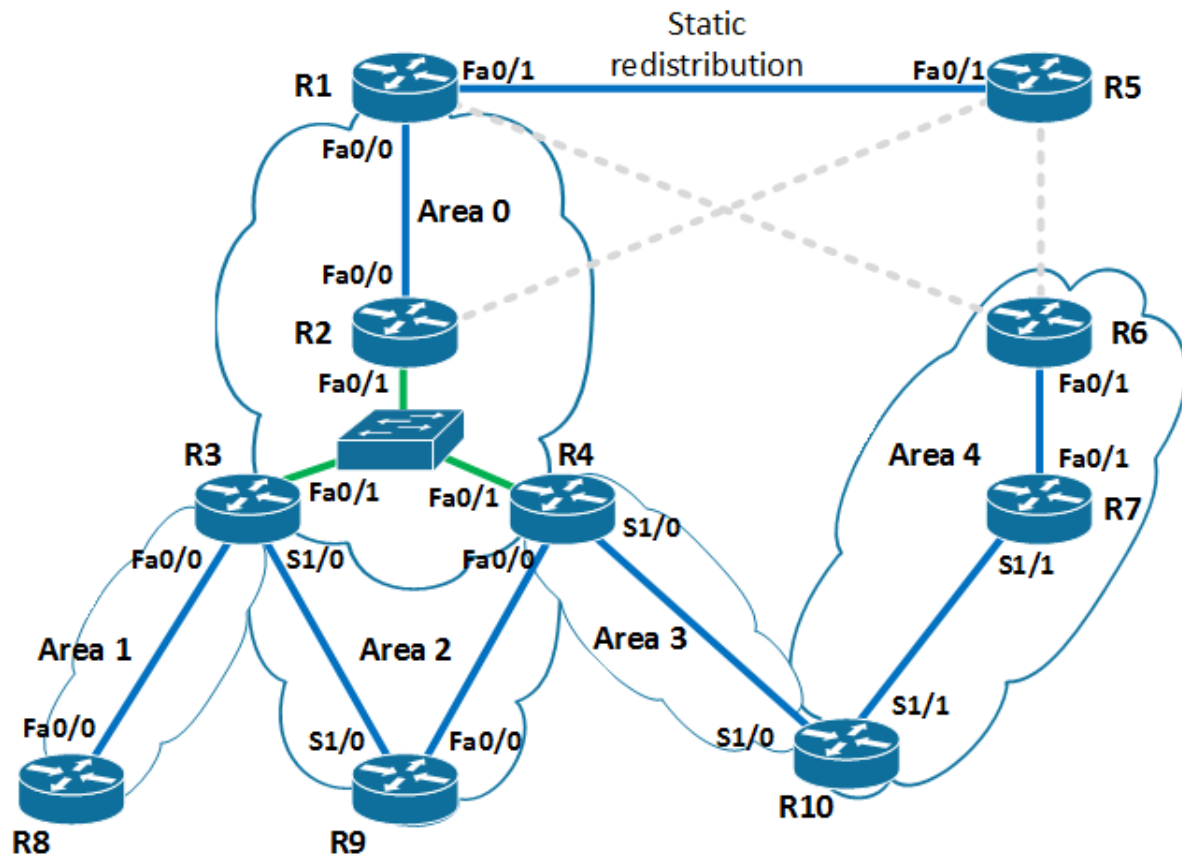 Static
redistribution
R1
Fa0/1
Fa0/1
R5
Fa0/0
Area 0
Fa0/0
R2
R6
Fa0/1
Fa0/1
R3
R4
Area 4
Fa0/1
Fa0/1
Fa0/1
R7
Fa0/0
S1/0
Fa0/0
S1/0
S1/1
Area 1
Area 2
Area 3
Fa0/0
S1/0
Fa0/0
S1/0
S1/1
R8
R9
R10